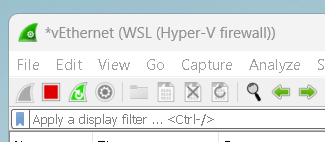 *vEthernet (WSL (Hyper-V firewall))
File Edit View Go Capture Analyze S
Apply a display filter ... <Ctrl-/>